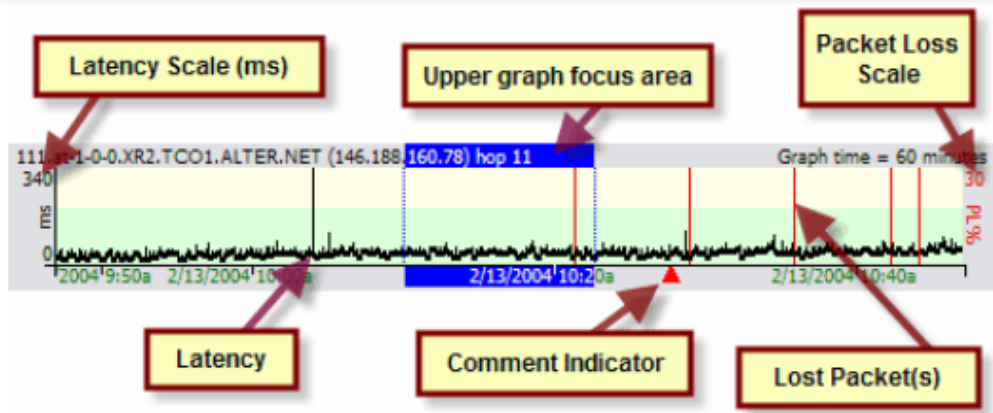 Latency Scale (ms)
Upper graph focus area
Packet Loss
Scale
111.at-1-0-0.XR2.TCO1.ALTER.NET (146.188.160.78) hop 11
Graph time = 60 minutes
340
30
ms
PL%
0
2004 9:50a
2/13/2004 10:00a
2/13/2004 10:20a
2/13/2004 10:40a
Latency
Comment Indicator
Lost Packet(s)